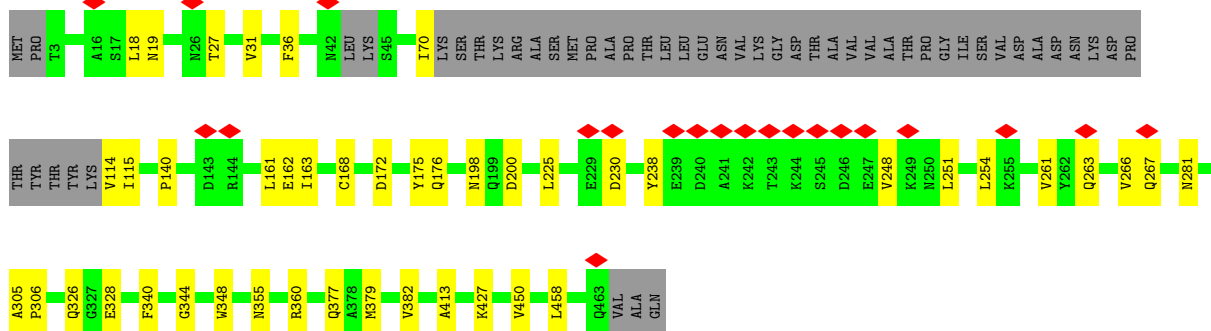 MET PRO T3 A16 S17 L18 N19 N26 T27 V31 F36 N42 LEU LYS S45 I70 LYS SER THR LYS ARG ALA SER MET PRO ALA PRO THR LEU LEU GLU ASN VAL LYS GLY ASP THR ALA VAL VAL ALA THR PRO GLY ILE SER VAL ASP ALA ASP ASN LYS ASP PRO
THR TYR THR TYR LYS V114 I115 P140 D143 R144 L161 E162 I163 C168 D172 Y175 Q176 N198 Q199 D200 L225 E229 D230 Y238 E239 D240 A241 K242 T243 K244 S245 D246 E247 V248 K249 N250 L251 L254 K255 V261 Y262 Q263 V266 Q267 N281
A305 P306 Q326 G327 E328 F340 G344 W348 N355 R360 Q377 A378 M379 V382 A413 K427 V450 L458 Q463 VAL ALA GLN